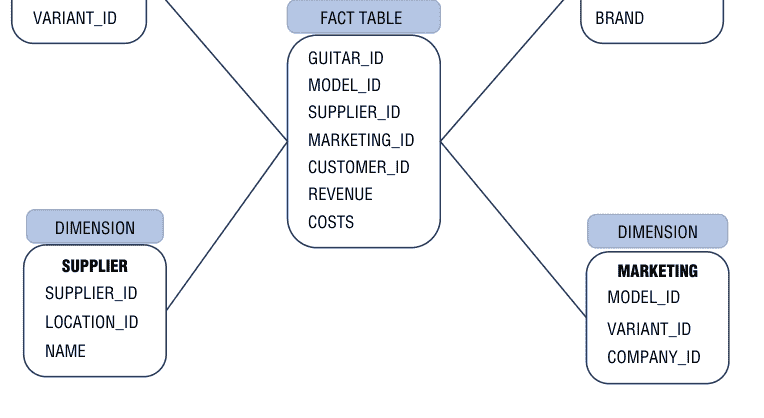 VARIANT_ID
FACT TABLE
BRAND
GUITAR_ID
MODEL_ID
SUPPLIER_ID
MARKETING_ID
CUSTOMER_ID
REVENUE
COSTS
DIMENSION
SUPPLIER
SUPPLIER_ID
LOCATION_ID
NAME
DIMENSION
MARKETING
MODEL_ID
VARIANT_ID
COMPANY_ID